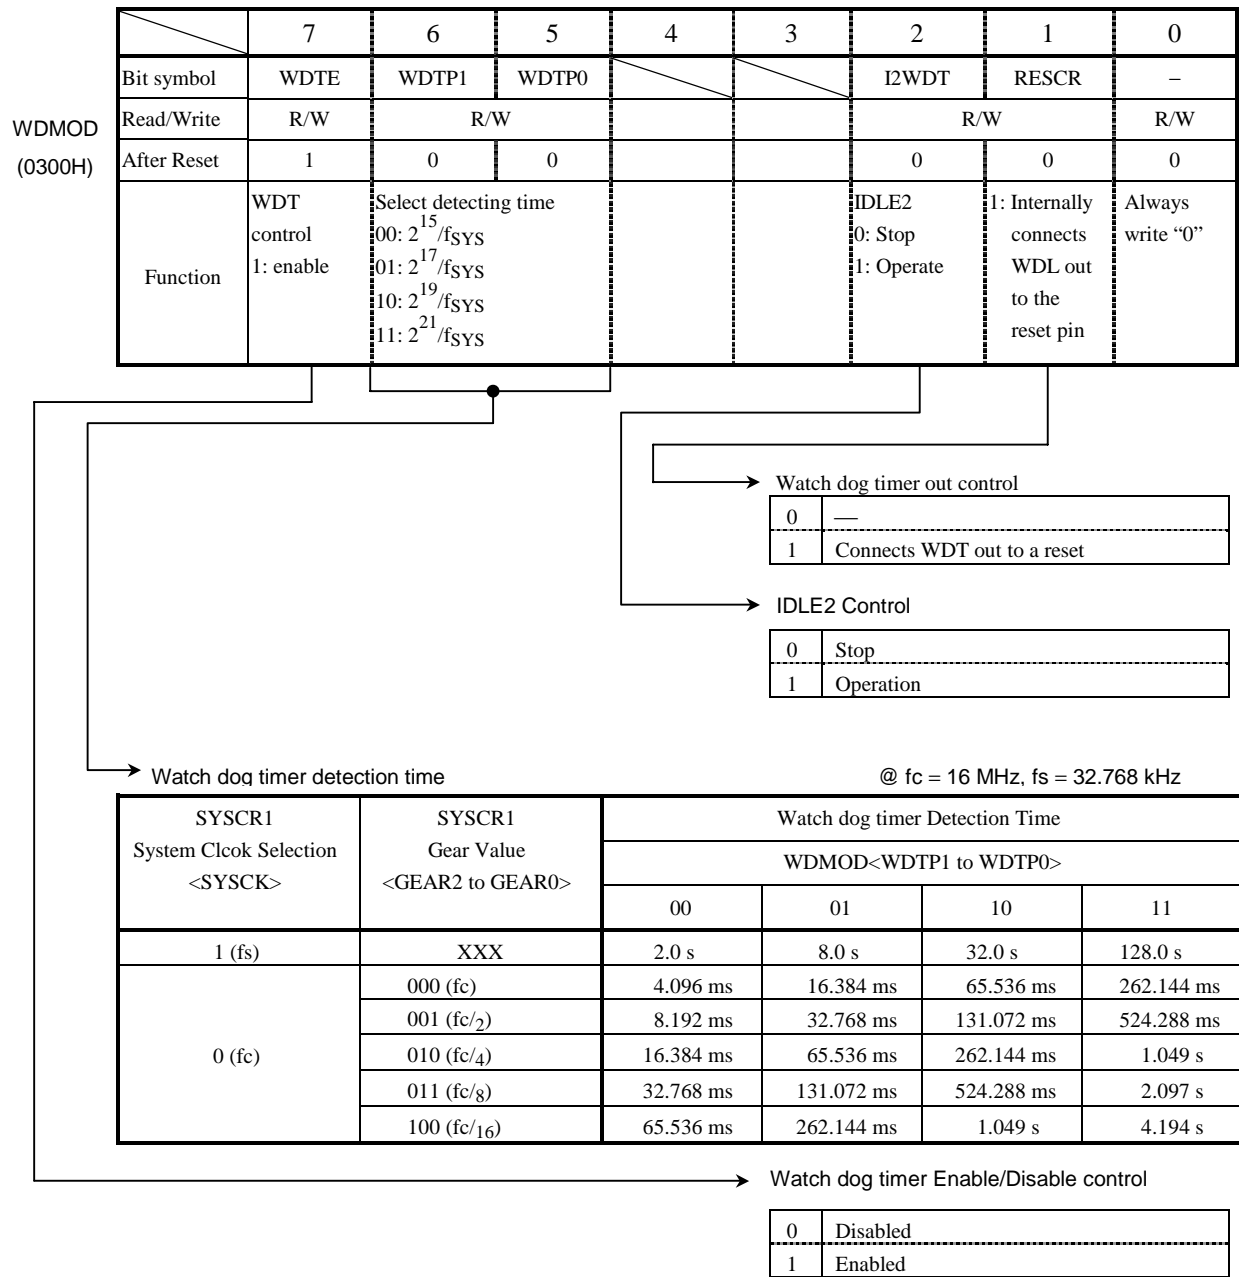 7 6 5 4 3 2 1 0
Bit symbol WDTE WDTP1 WDTP0 I2WDT RESCR –
WDMOD
(0300H)
Read/Write R/W R/W R/W R/W
After Reset 1 0 0 0 0 0
Function
WDT
control
1: enable
Select detecting time
00: 2^15/fSYS
01: 2^17/fSYS
10: 2^19/fSYS
11: 2^21/fSYS
IDLE2
0: Stop
1: Operate
1: Internally
connects
WDL out
to the
reset pin
Always
write “0”
Watch dog timer out control
0 —
1 Connects WDT out to a reset
IDLE2 Control
0 Stop
1 Operation
Watch dog timer detection time @ fc = 16 MHz, fs = 32.768 kHz
SYSCR1
System Clcok Selection
<SYSCK>
SYSCR1
Gear Value
<GEAR2 to GEAR0>
Watch dog timer Detection Time
WDMOD<WDTP1 to WDTP0>
00 01 10 11
1 (fs) XXX 2.0 s 8.0 s 32.0 s 128.0 s
0 (fc)
000 (fc) 4.096 ms 16.384 ms 65.536 ms 262.144 ms
001 (fc/2) 8.192 ms 32.768 ms 131.072 ms 524.288 ms
010 (fc/4) 16.384 ms 65.536 ms 262.144 ms 1.049 s
011 (fc/8) 32.768 ms 131.072 ms 524.288 ms 2.097 s
100 (fc/16) 65.536 ms 262.144 ms 1.049 s 4.194 s
Watch dog timer Enable/Disable control
0 Disabled
1 Enabled